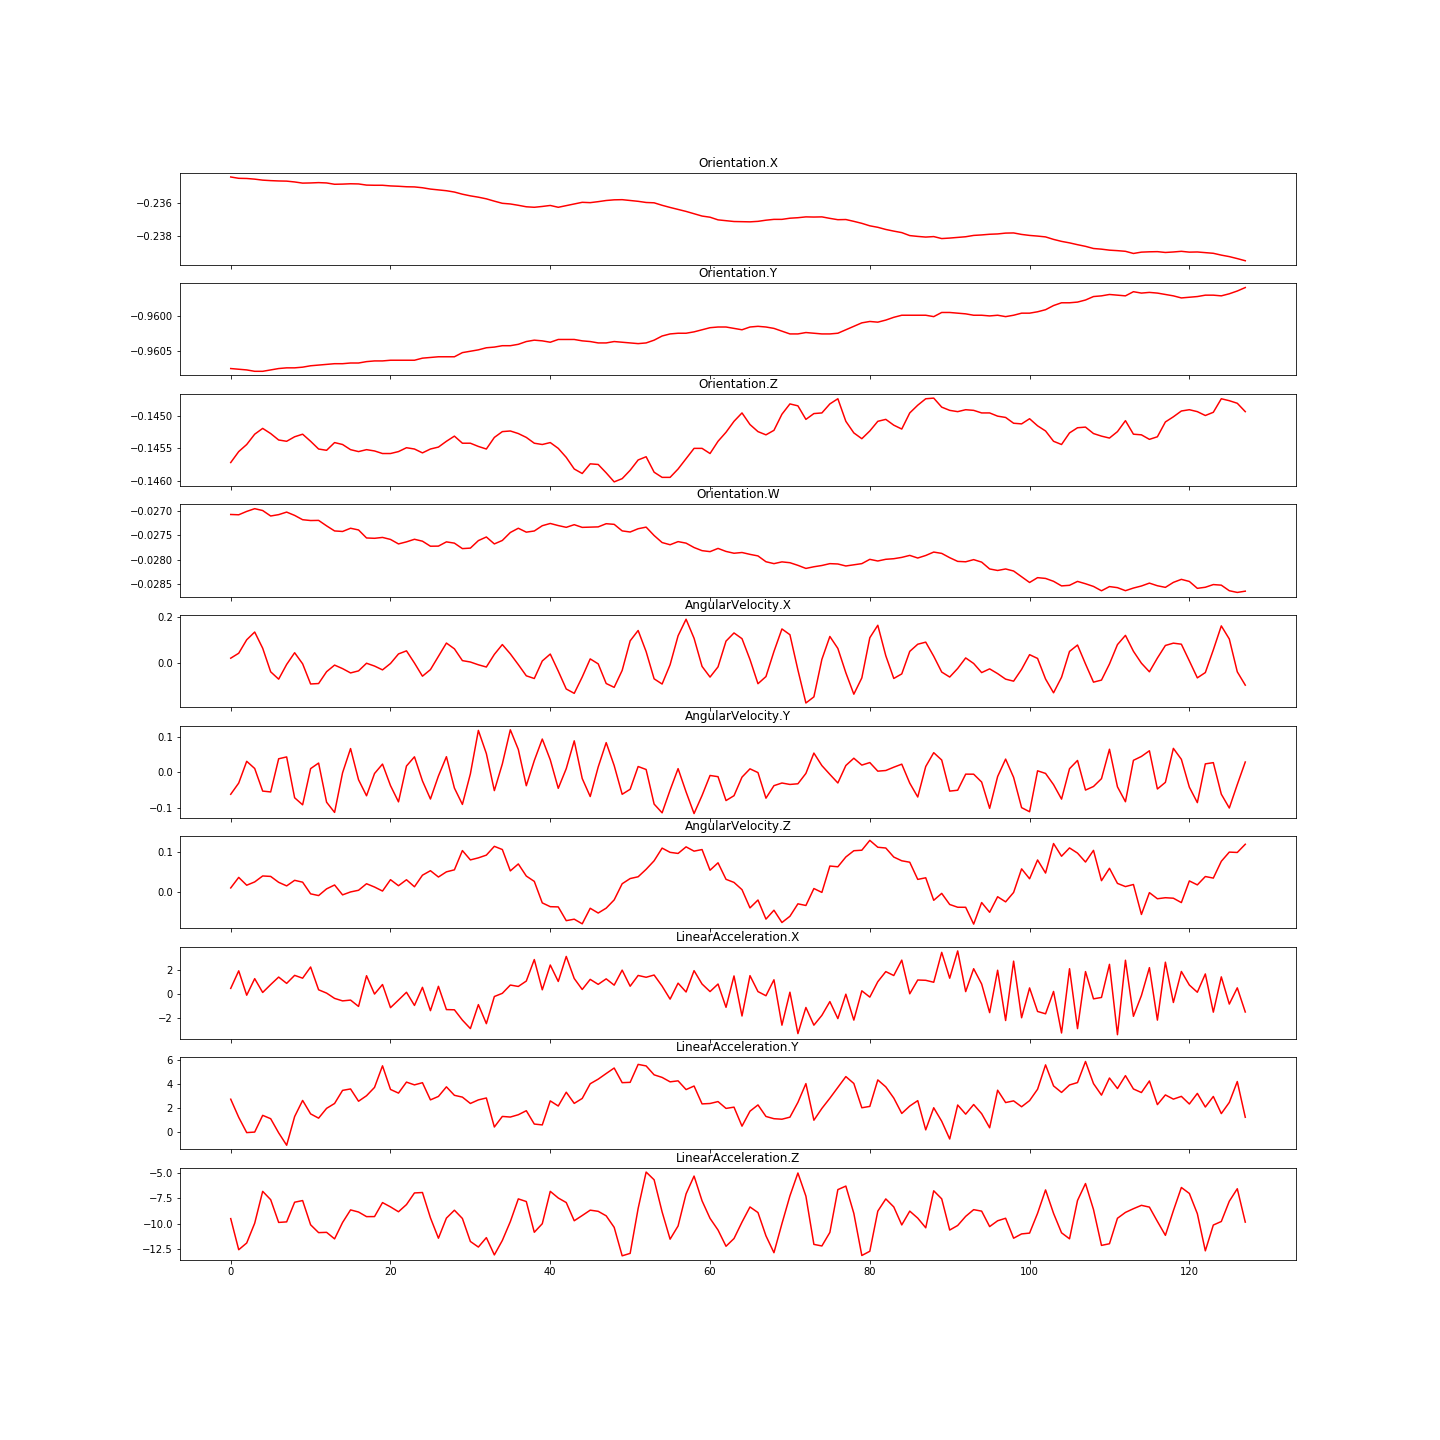 Orientation.X
−0.236
−0.238
Orientation.Y
−0.9600
−0.9605
Orientation.Z
−0.1450
−0.1455
−0.1460
Orientation.W
−0.0270
−0.0275
−0.0280
−0.0285
AngularVelocity.X
0.2
0.0
AngularVelocity.Y
0.1
0.0
−0.1
AngularVelocity.Z
0.1
0.0
LinearAcceleration.X
2
0
−2
LinearAcceleration.Y
6
4
2
0
LinearAcceleration.Z
−5.0
−7.5
−10.0
−12.5
0 20 40 60 80 100 120